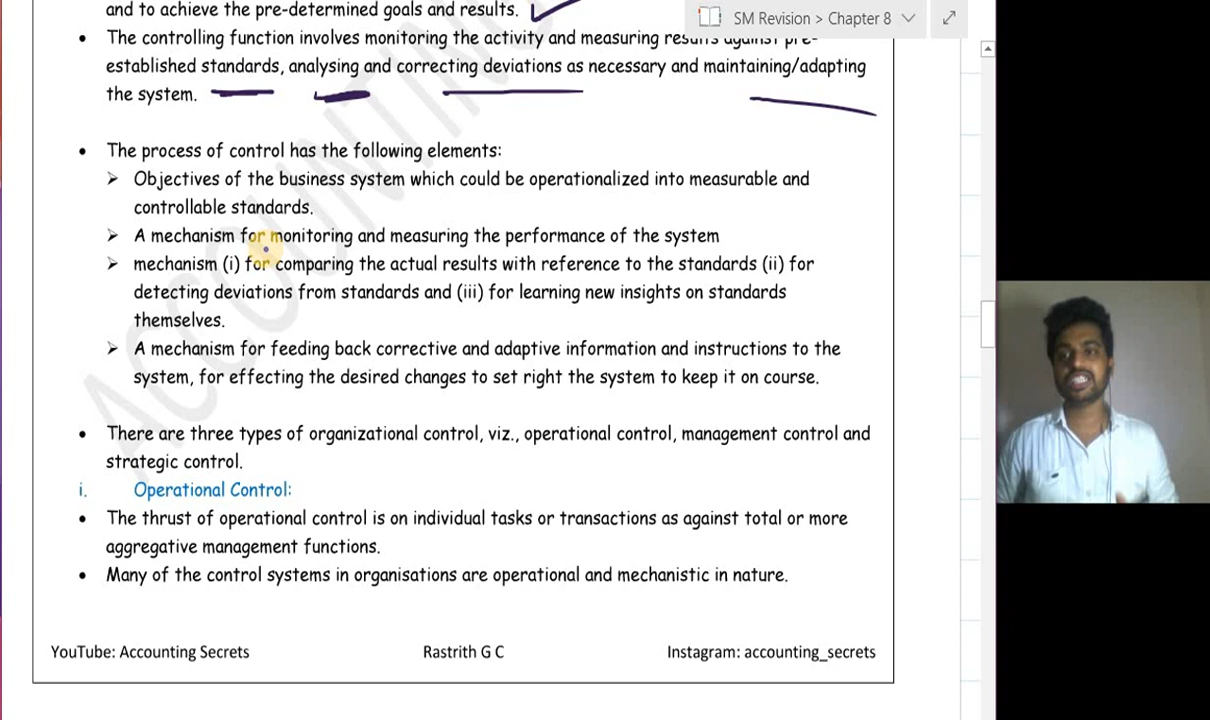 and to achieve the pre-determined goals and results.
SM Revision > Chapter 8
• The controlling function involves monitoring the activity and measuring results against pre-
established standards, analysing and correcting deviations as necessary and maintaining/adapting
the system.
• The process of control has the following elements:
➢ Objectives of the business system which could be operationalized into measurable and
controllable standards.
➢ A mechanism for monitoring and measuring the performance of the system
➢ mechanism (i) for comparing the actual results with reference to the standards (ii) for
detecting deviations from standards and (iii) for learning new insights on standards
themselves.
➢ A mechanism for feeding back corrective and adaptive information and instructions to the
system, for effecting the desired changes to set right the system to keep it on course.
• There are three types of organizational control, viz., operational control, management control and
strategic control.
i. Operational Control:
• The thrust of operational control is on individual tasks or transactions as against total or more
aggregative management functions.
• Many of the control systems in organisations are operational and mechanistic in nature.
YouTube: Accounting Secrets Rastrith G C Instagram: accounting_secrets
ACCOUNTING